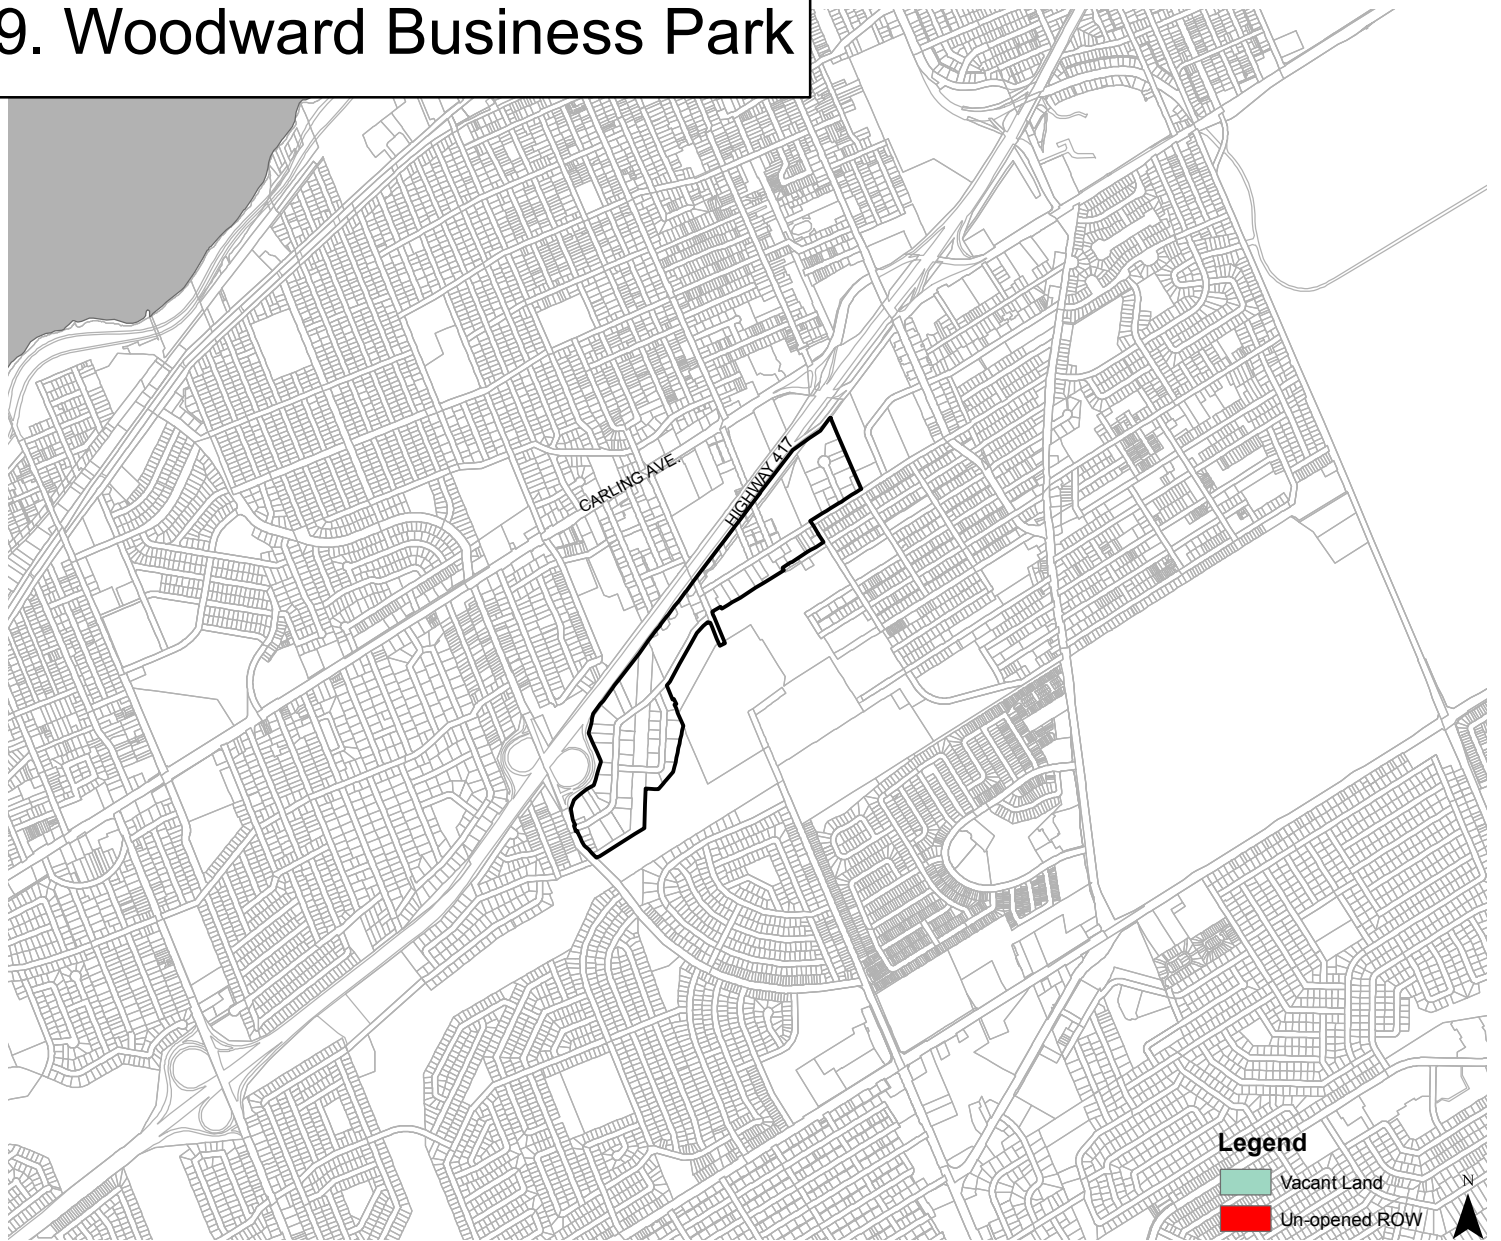 9. Woodward Business Park
CARLING AVE.
HIGHWAY 417
Legend
Vacant Land
Un-opened ROW
N